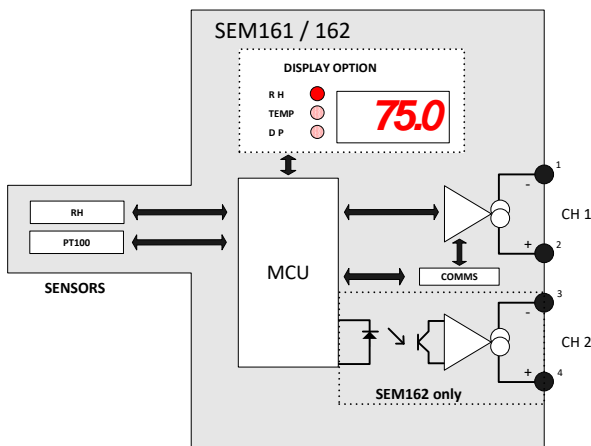 SEM161 / 162
DISPLAY OPTION
R H
TEMP
D P
75.0
1
-
CH 1
+
2
RH
PT100
SENSORS
MCU
COMMS
3
-
CH 2
+
4
SEM162 only